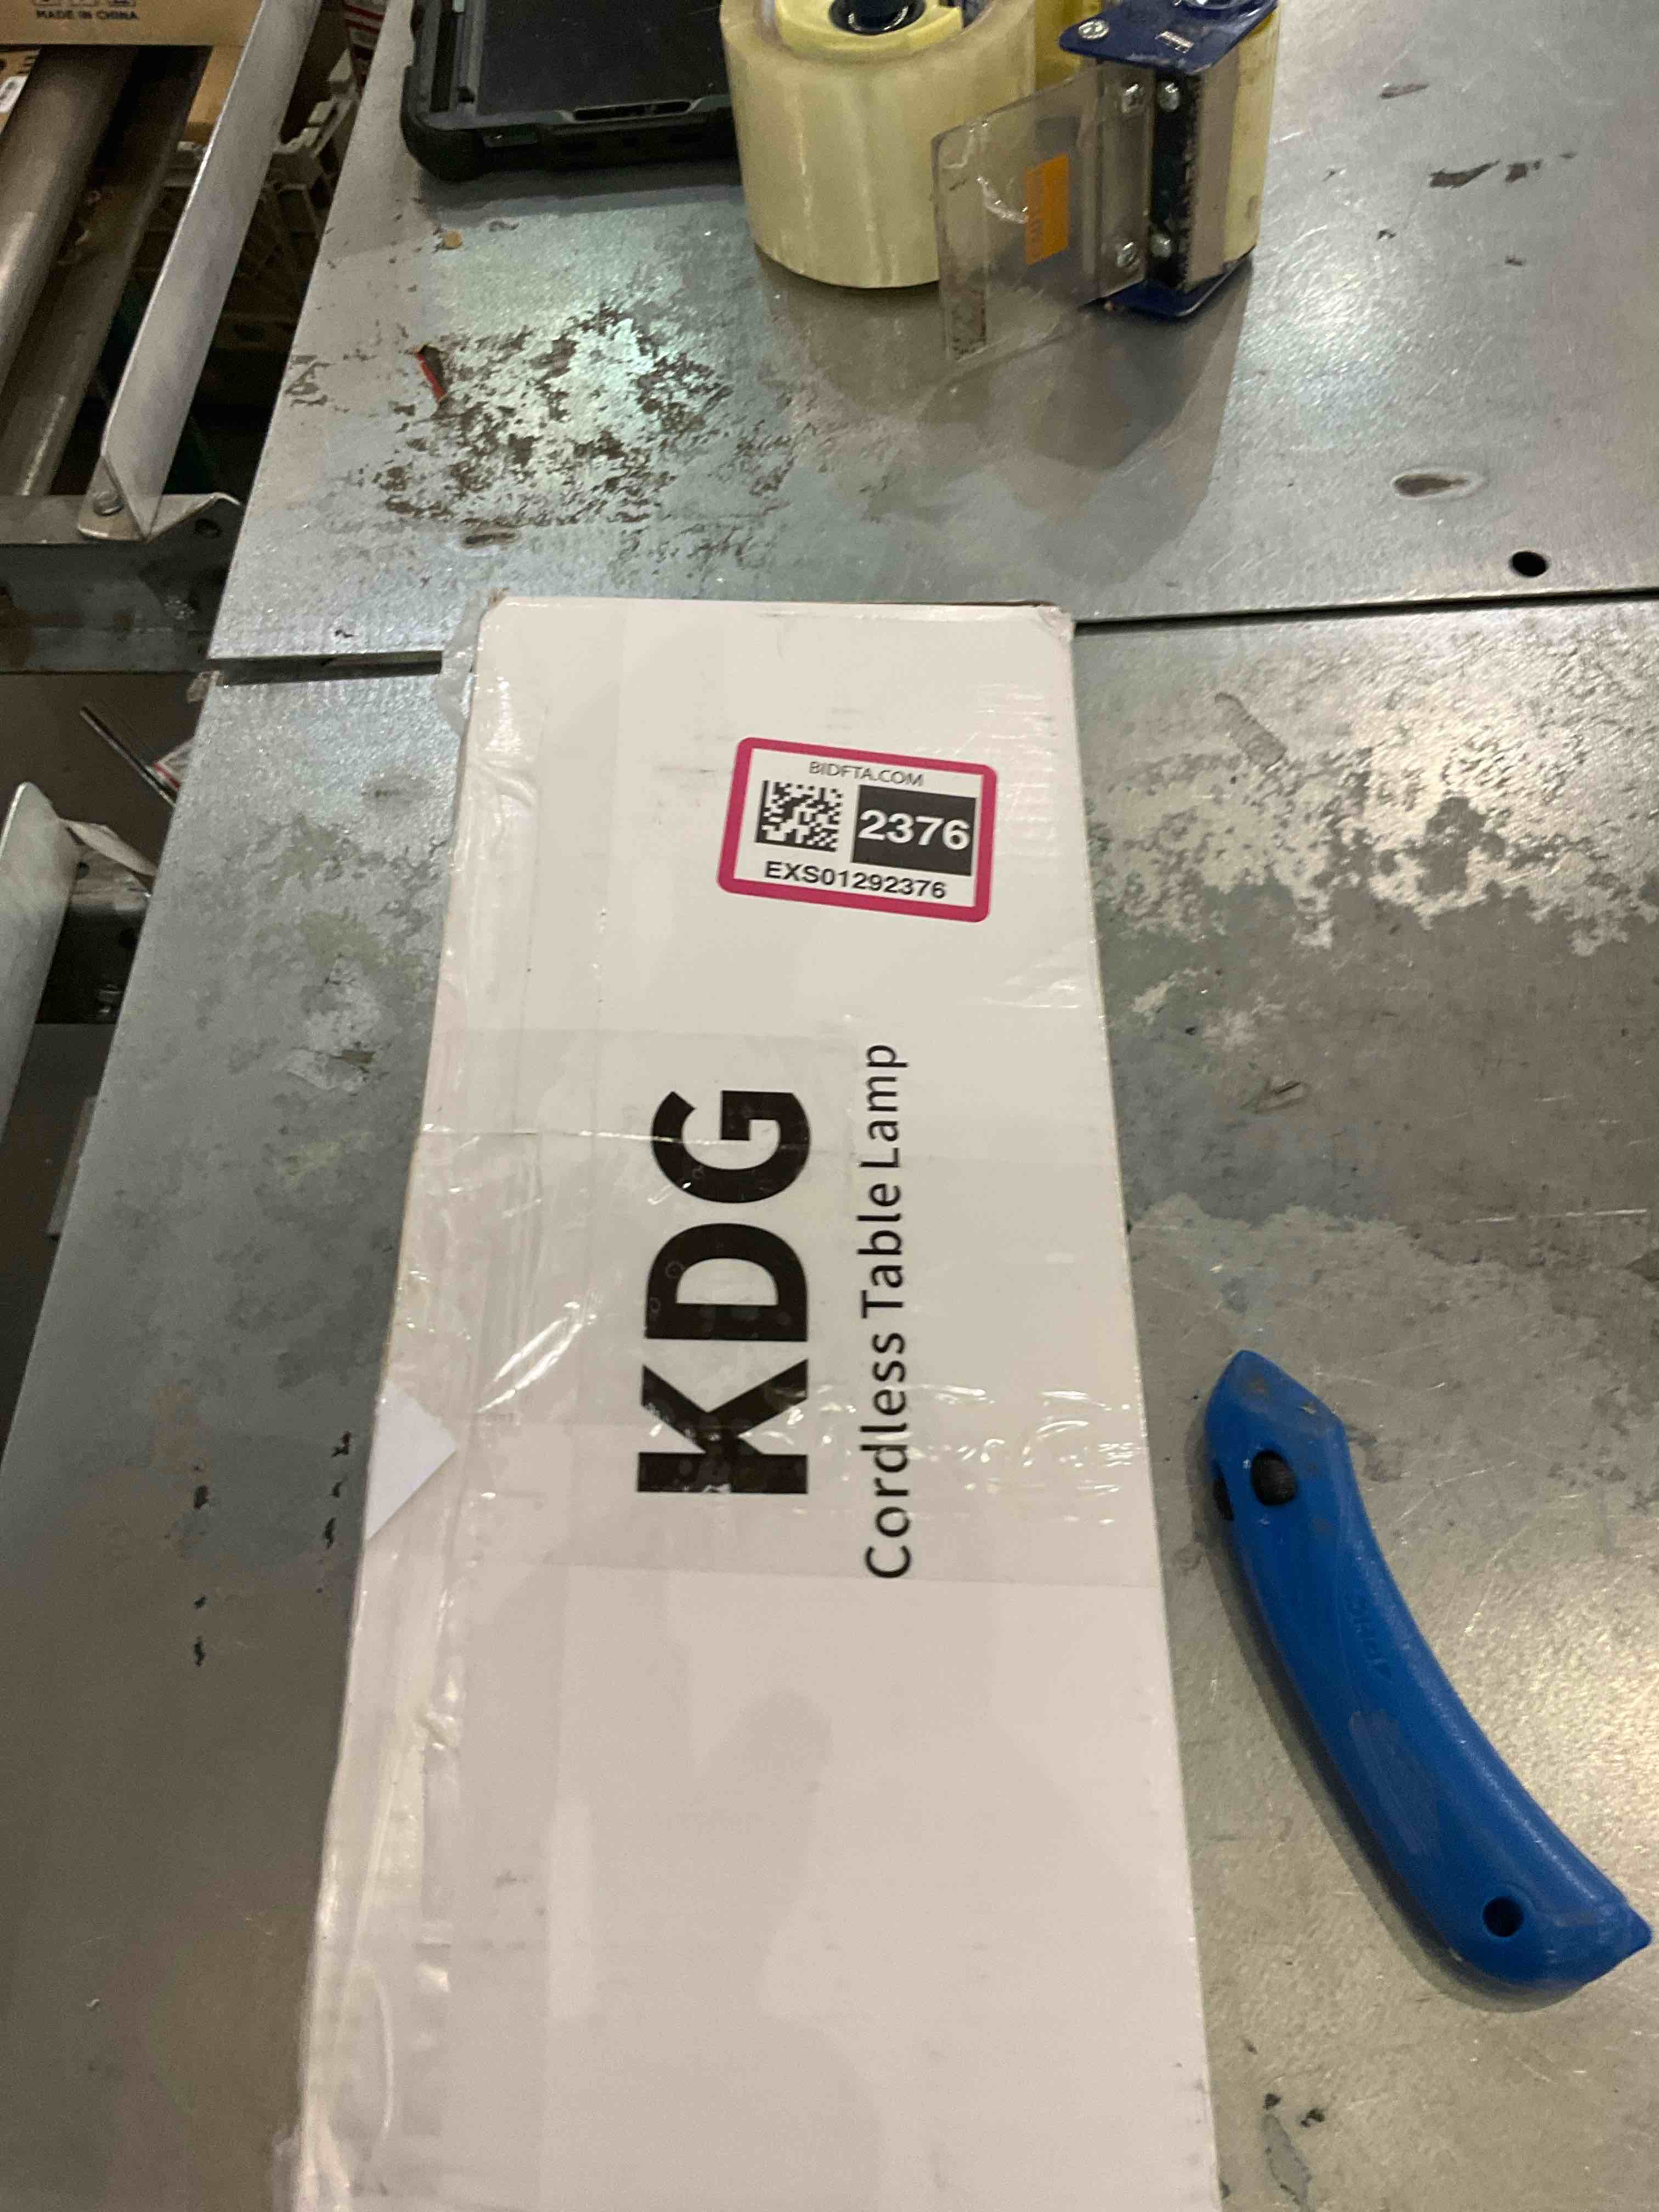 MADE IN CHINA
BIDFTA.COM
2376
EXS01292376
KDG
Cordless Table Lamp